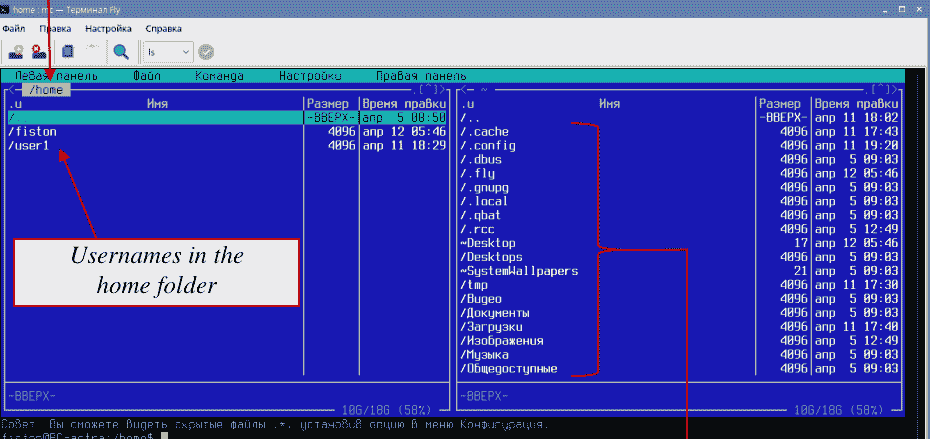 home : mc — Терминал Fly
Файл Правка Настройка Справка
ls
Левая панель Файл Команда Настройки Правая панель
/home
.[^]>
<- ~
.[^]>
.и Имя Размер Время правки
/.. -ВВЕРХ- апр 5 08:50
/fiston 4096 апр 12 05:46
/user1 4096 апр 11 18:29
Usernames in the
home folder
-ВВЕРХ-
10G/18G (58%)
.и Имя Размер Время правки
/.. -ВВЕРХ- апр 11 18:02
/.cache 4096 апр 11 17:43
/.config 4096 апр 11 19:20
/.dbus 4096 апр 5 09:03
/.fly 4096 апр 12 05:46
/.gnupg 4096 апр 5 09:03
/.local 4096 апр 5 09:03
/.qbat 4096 апр 5 09:03
/.rcc 4096 апр 5 12:49
~Desktop 17 апр 12 05:46
/Desktops 4096 апр 5 09:03
~SystemWallpapers 21 апр 5 09:03
/tmp 4096 апр 11 17:30
/Видео 4096 апр 5 09:03
/Документы 4096 апр 5 09:03
/Загрузки 4096 апр 11 17:40
/Изображения 4096 апр 5 12:49
/Музыка 4096 апр 5 09:03
/Общедоступные 4096 апр 5 09:03
-ВВЕРХ-
10G/18G (58%)
Совет: Вы сможете видеть скрытые файлы .*, установив опцию в меню Конфигурация.
fiston@PC-astra:/home$